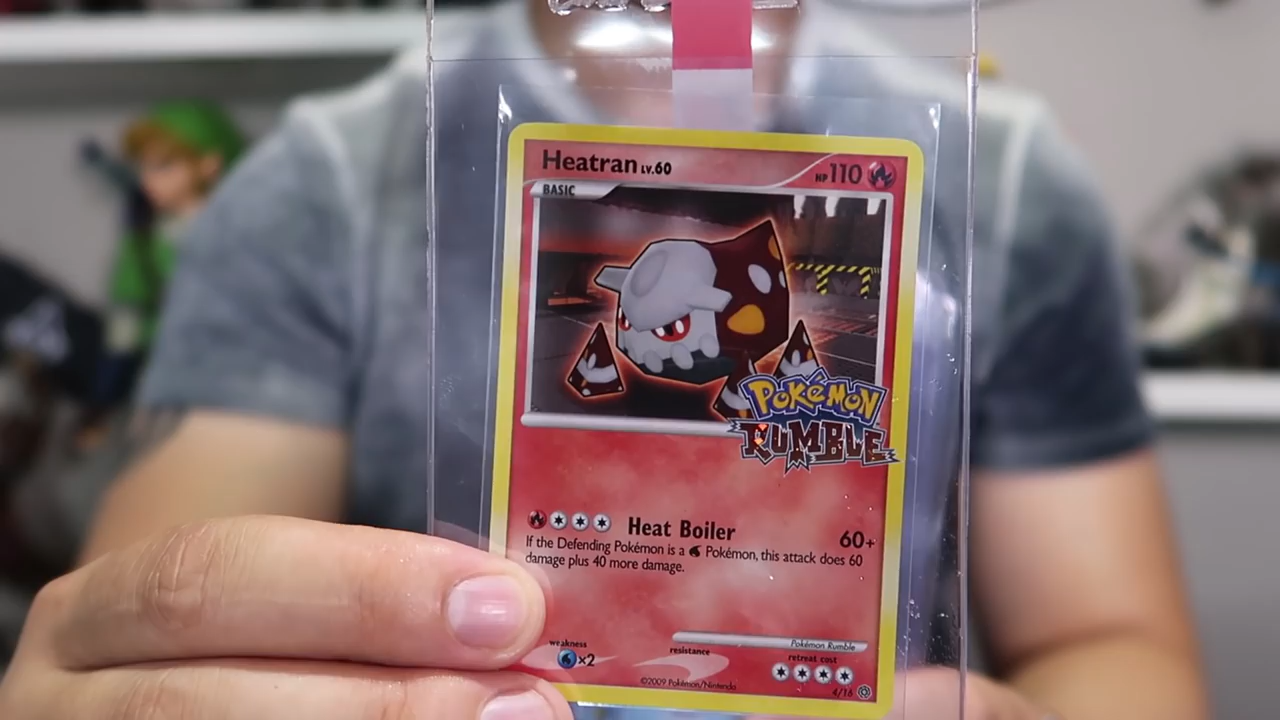 Heatran LV.60
HP 110
BASIC
POKéMON
RUMBLE
Heat Boiler 60+
If the Defending Pokémon is a Pokémon, this attack does 60
damage plus 40 more damage.
Pokémon Rumble
weakness resistance retreat cost
×2
©2009 Pokémon/Nintendo
4/16